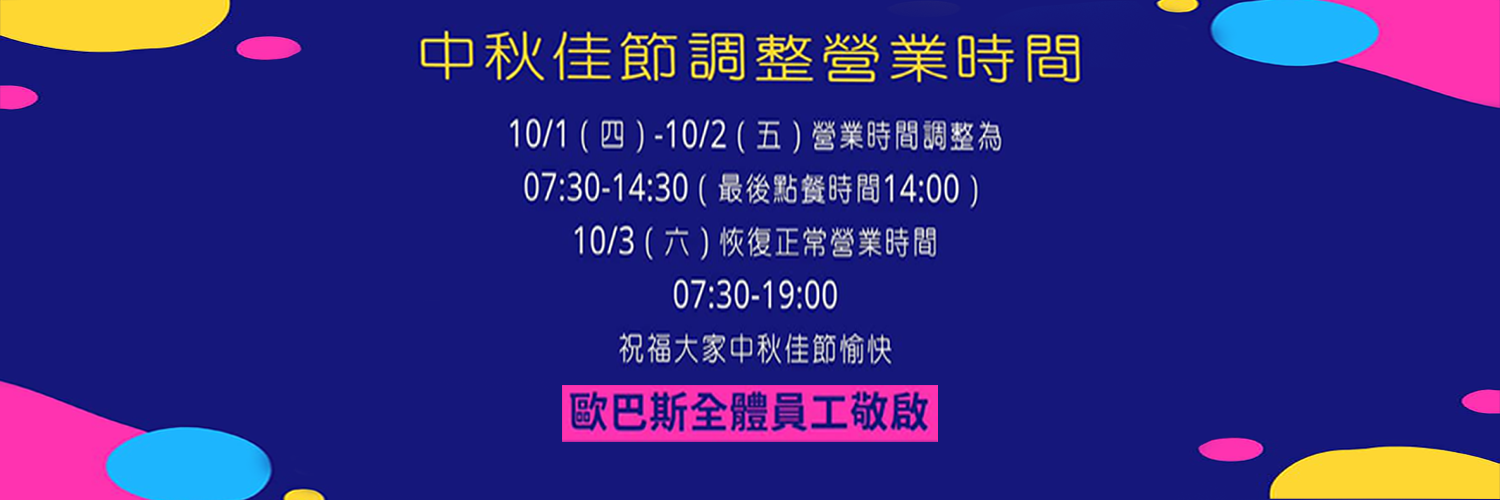 中秋佳節調整營業時間
10/1(四)-10/2(五)營業時間調整為
07:30-14:30(最後點餐時間14:00)
10/3(六)恢復正常營業時間
07:30-19:00
祝福大家中秋佳節愉快
歐巴斯全體員工敬啟